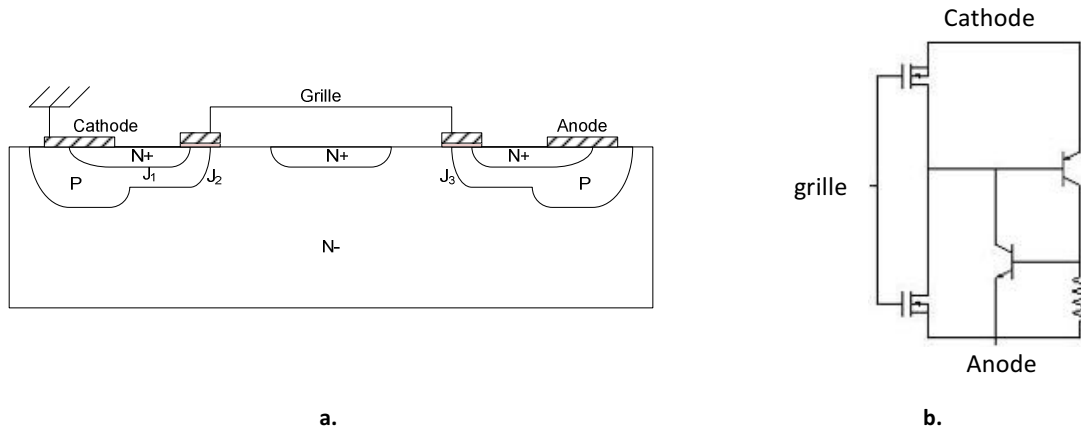 Grille
Cathode
Anode
N+
N+
N+
J1
J2
J3
P
P
N-
a.
Cathode
grille
Anode
b.